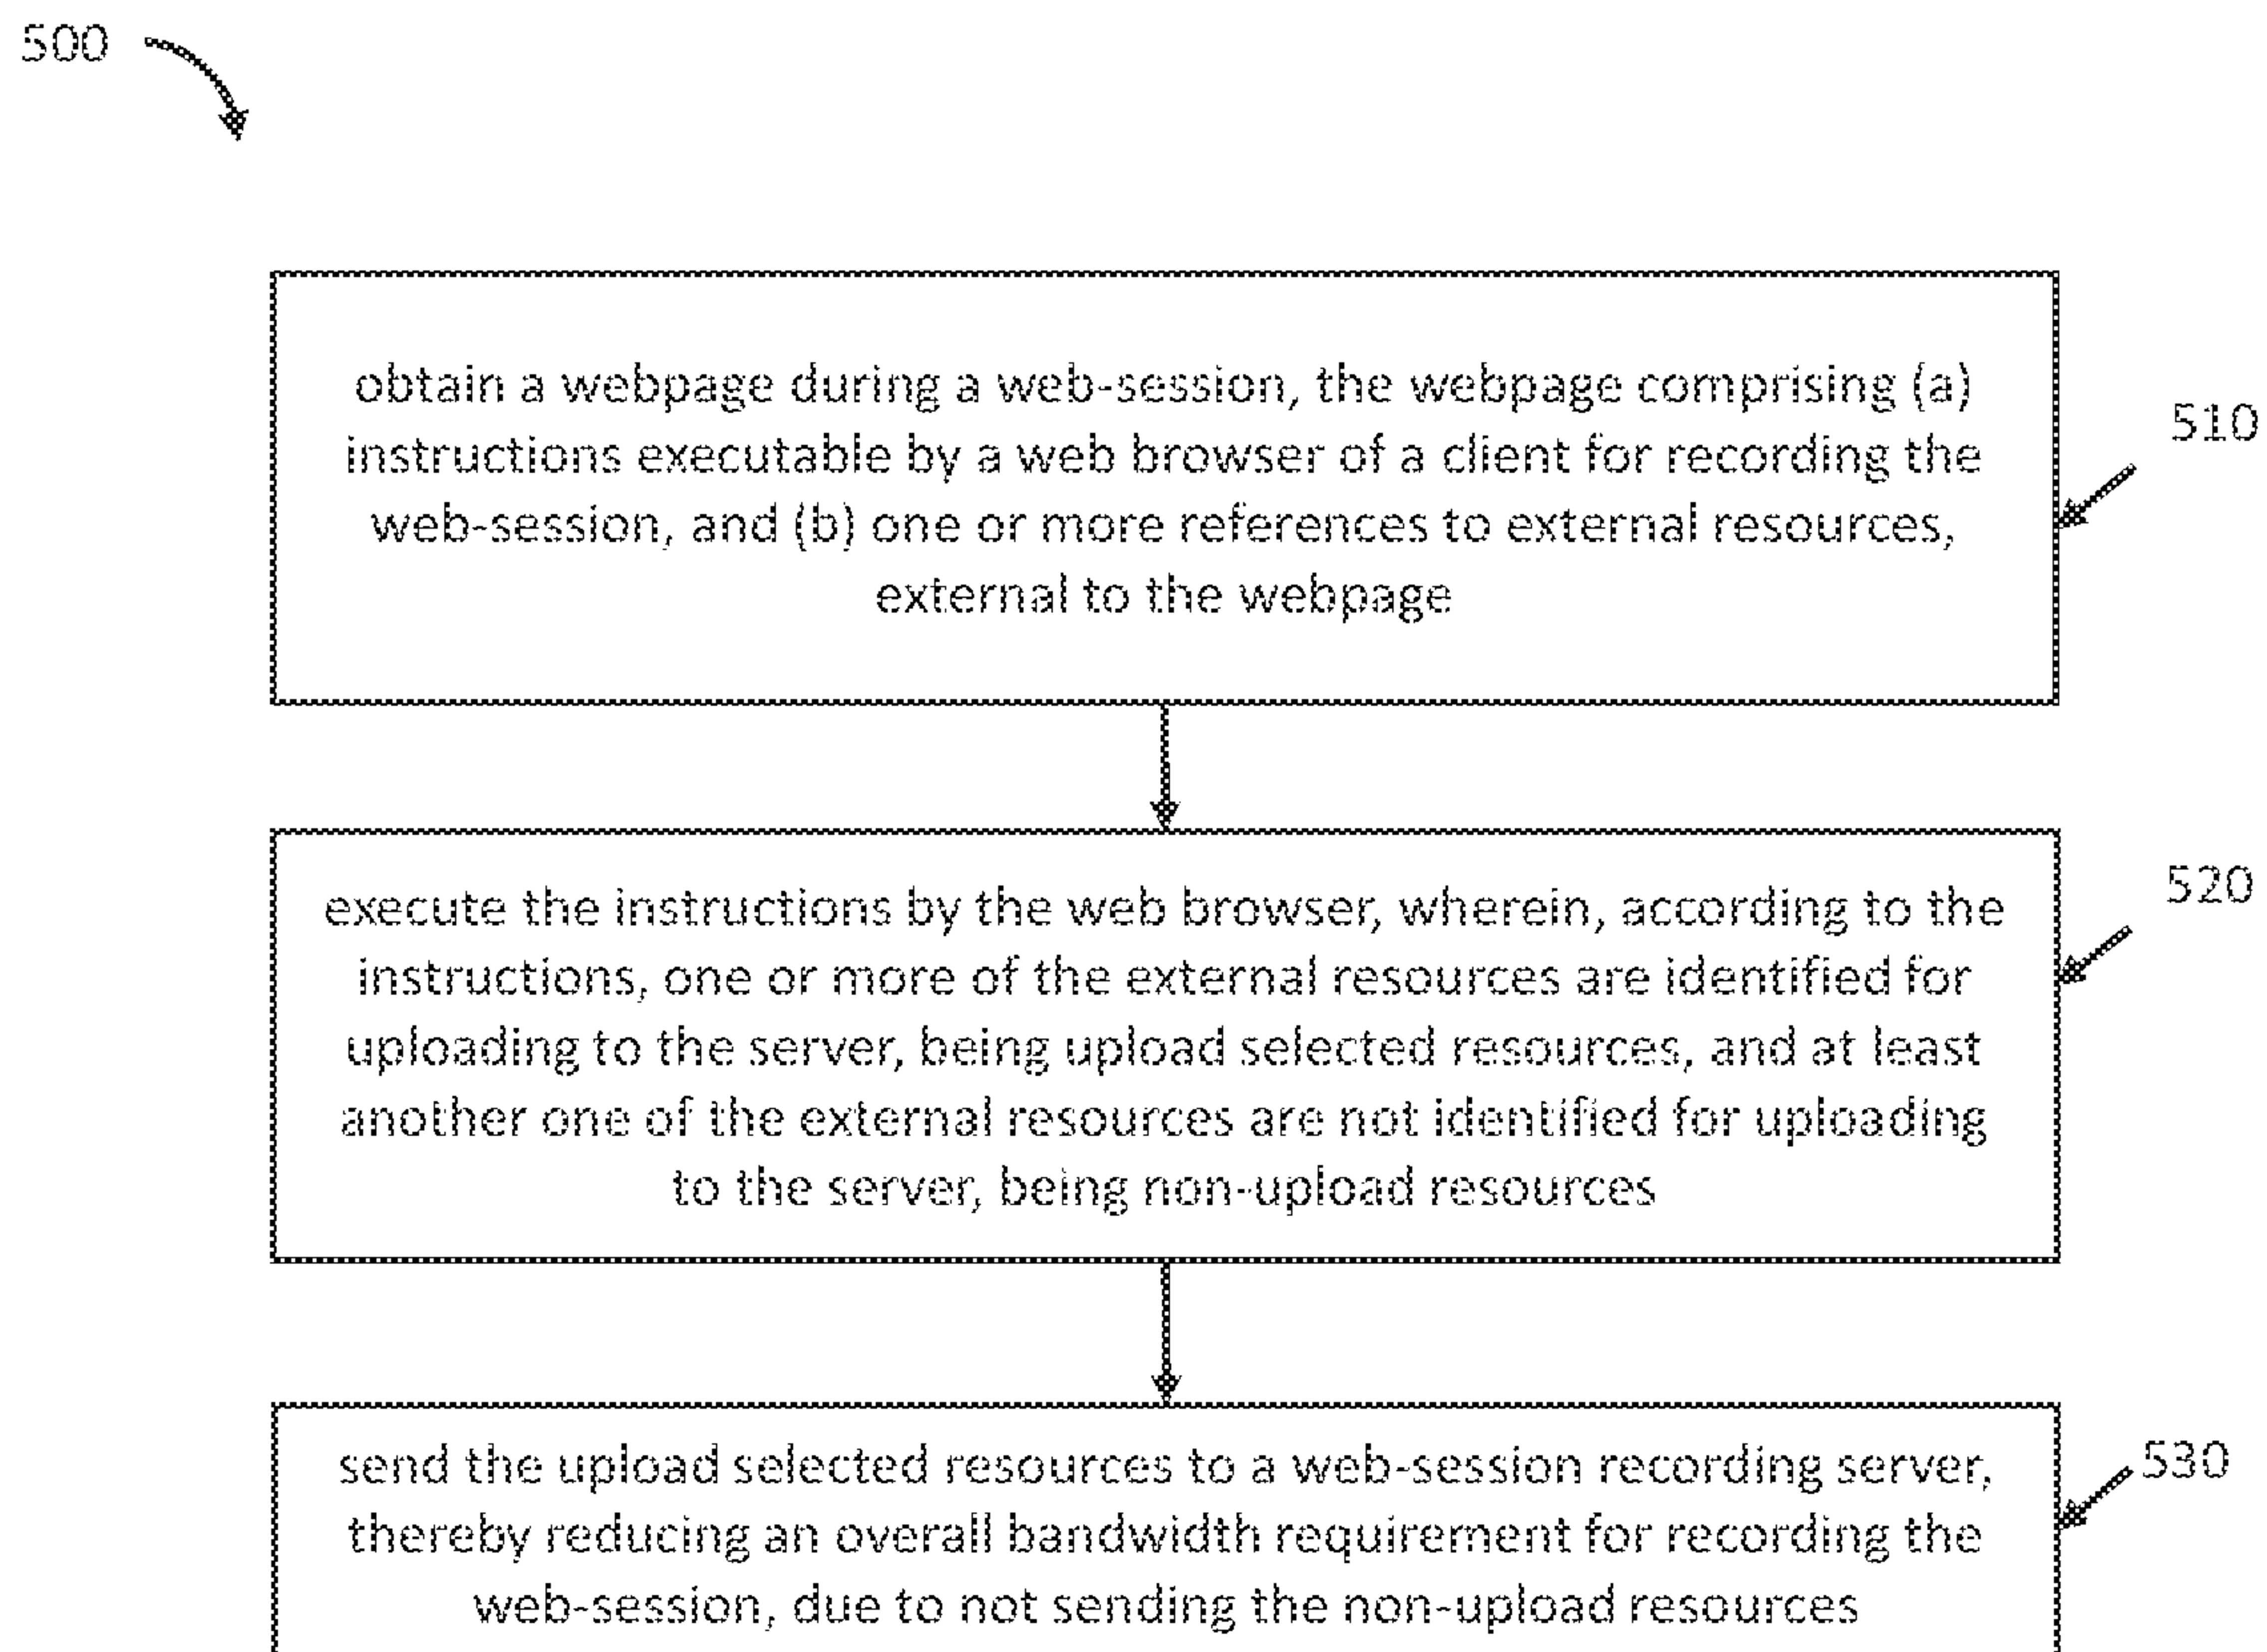 500
obtain a webpage during a web-session, the webpage comprising (a)
instructions executable by a web browser of a client for recording the
web-session, and (b) one or more references to external resources,
external to the webpage
510
execute the instructions by the web browser, wherein, according to the
instructions, one or more of the external resources are identified for
uploading to the server, being upload selected resources, and at least
another one of the external resources are not identified for uploading
to the server, being non-upload resources
520
send the upload selected resources to a web-session recording server,
thereby reducing an overall bandwidth requirement for recording the
web-session, due to not sending the non-upload resources
530